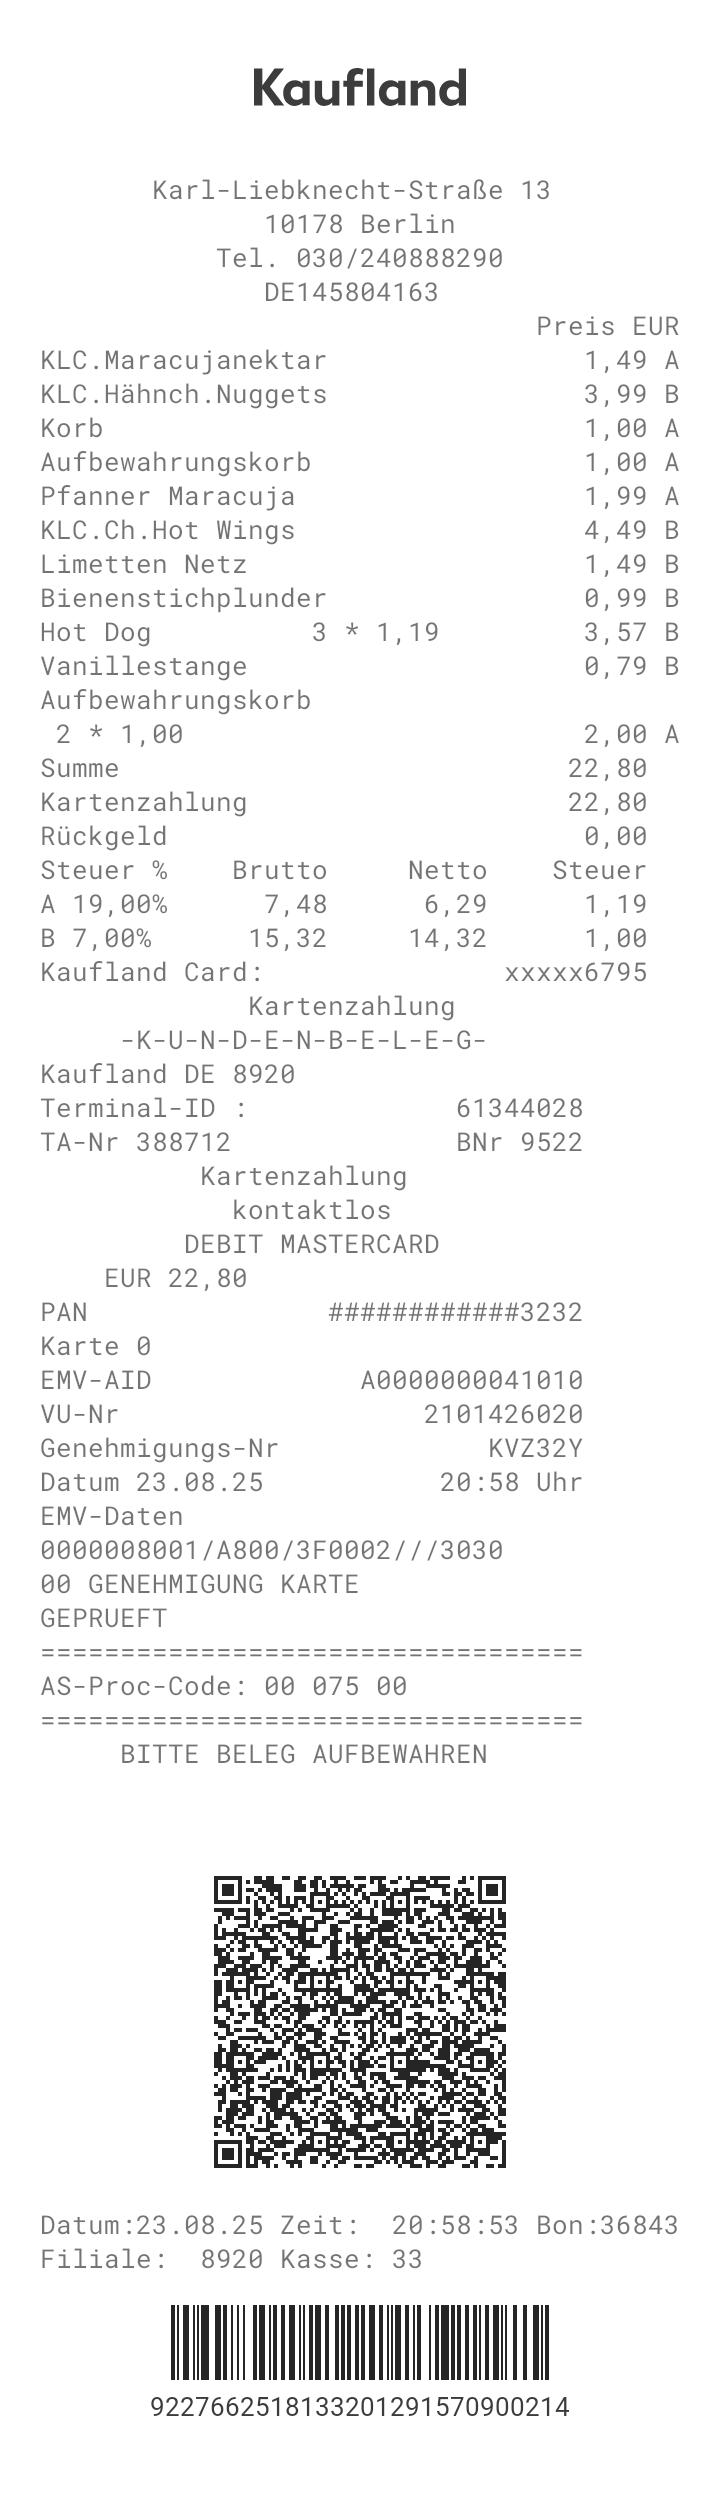 Kaufland
Karl-Liebknecht-Straße 13
10178 Berlin
Tel. 030/240888290
DE145804163
Preis EUR
KLC.Maracujanektar 1,49 A
KLC.Hähnch.Nuggets 3,99 B
Korb 1,00 A
Aufbewahrungskorb 1,00 A
Pfanner Maracuja 1,99 A
KLC.Ch.Hot Wings 4,49 B
Limetten Netz 1,49 B
Bienenstichplunder 0,99 B
Hot Dog 3 * 1,19 3,57 B
Vanillestange 0,79 B
Aufbewahrungskorb
2 * 1,00 2,00 A
Summe 22,80
Kartenzahlung 22,80
Rückgeld 0,00
Steuer % Brutto Netto Steuer
A 19,00% 7,48 6,29 1,19
B 7,00% 15,32 14,32 1,00
Kaufland Card: xxxxx6795
Kartenzahlung
-K-U-N-D-E-N-B-E-L-E-G-
Kaufland DE 8920
Terminal-ID : 61344028
TA-Nr 388712 BNr 9522
Kartenzahlung
kontaktlos
DEBIT MASTERCARD
EUR 22,80
PAN ############3232
Karte 0
EMV-AID A0000000041010
VU-Nr 2101426020
Genehmigungs-Nr KVZ32Y
Datum 23.08.25 20:58 Uhr
EMV-Daten
0000008001/A800/3F0002///3030
00 GENEHMIGUNG KARTE
GEPRUEFT
==================================
AS-Proc-Code: 00 075 00
==================================
BITTE BELEG AUFBEWAHREN
Datum:23.08.25 Zeit: 20:58:53 Bon:36843
Filiale: 8920 Kasse: 33
9227662518133201291570900214